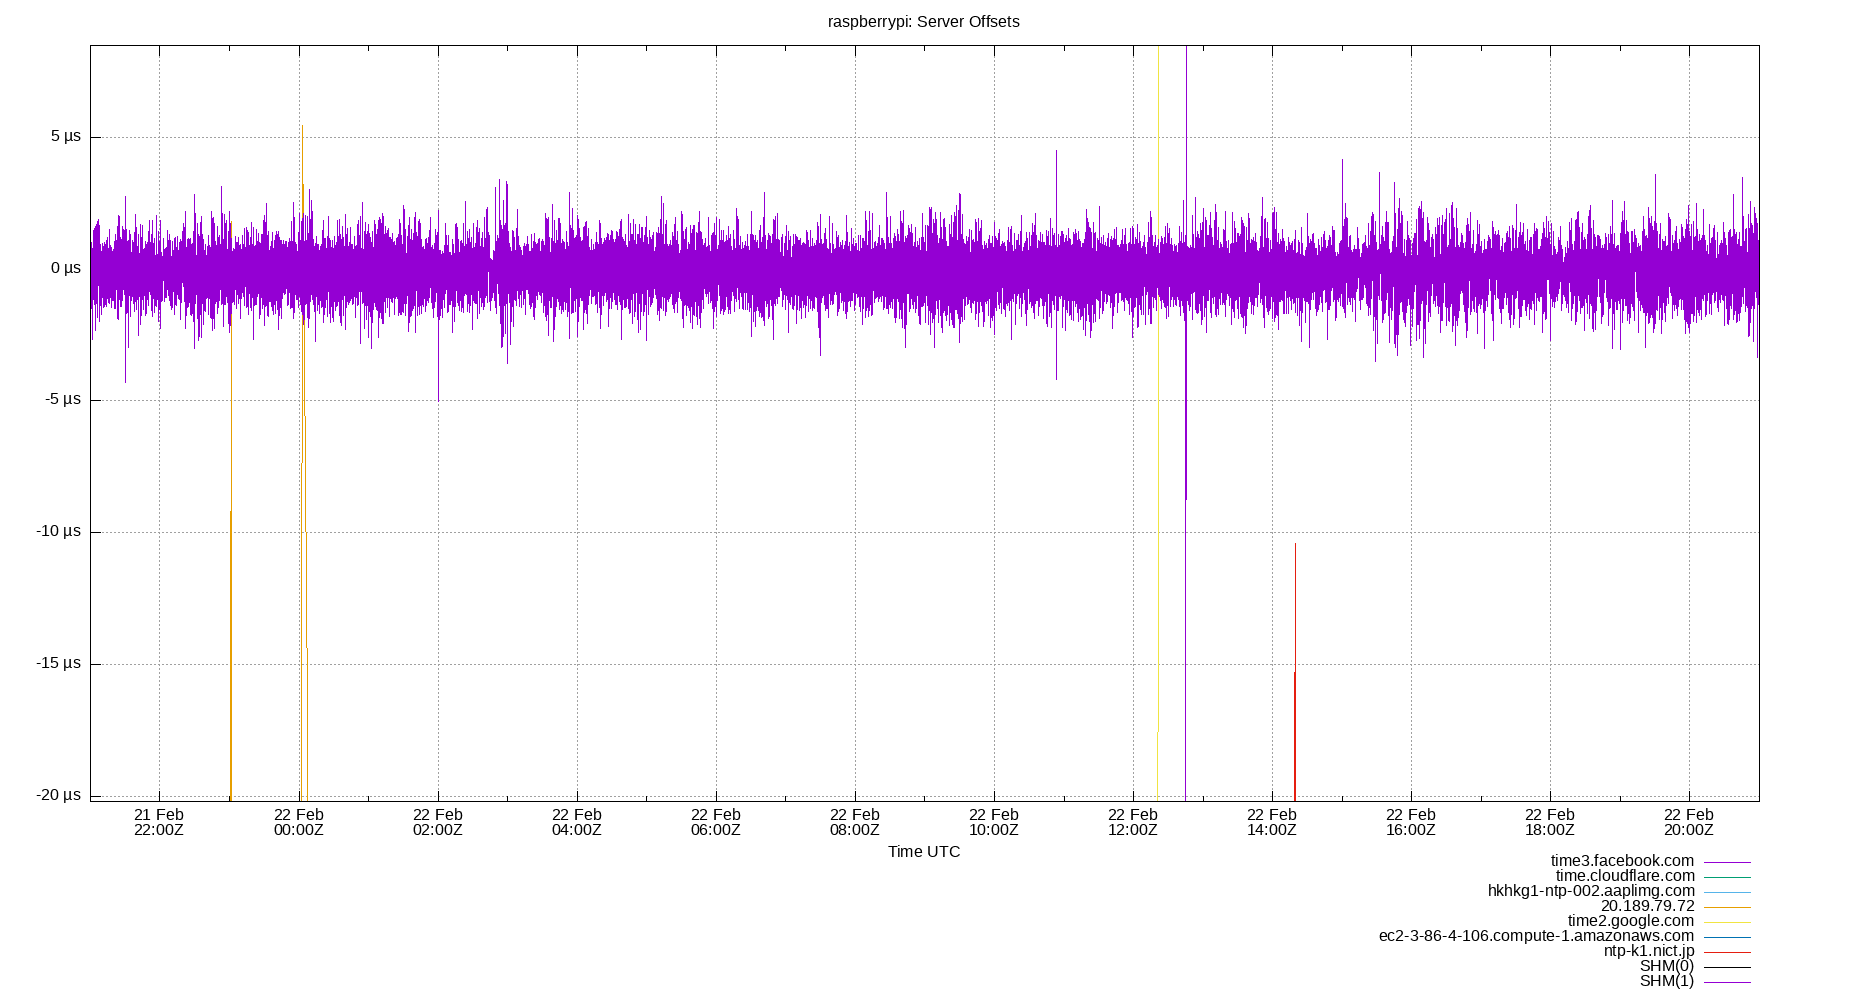 raspberrypi: Server Offsets
5 µs
0 µs
-5 µs
-10 µs
-15 µs
-20 µs
21 Feb 22 Feb 22 Feb 22 Feb 22 Feb 22 Feb 22 Feb 22 Feb 22 Feb 22 Feb 22 Feb 22 Feb
22:00Z 00:00Z 02:00Z 04:00Z 06:00Z 08:00Z 10:00Z 12:00Z 14:00Z 16:00Z 18:00Z 20:00Z
Time UTC
time3.facebook.com
time.cloudflare.com
hkhkg1-ntp-002.aaplimg.com
20.189.79.72
time2.google.com
ec2-3-86-4-106.compute-1.amazonaws.com
ntp-k1.nict.jp
SHM(0)
SHM(1)